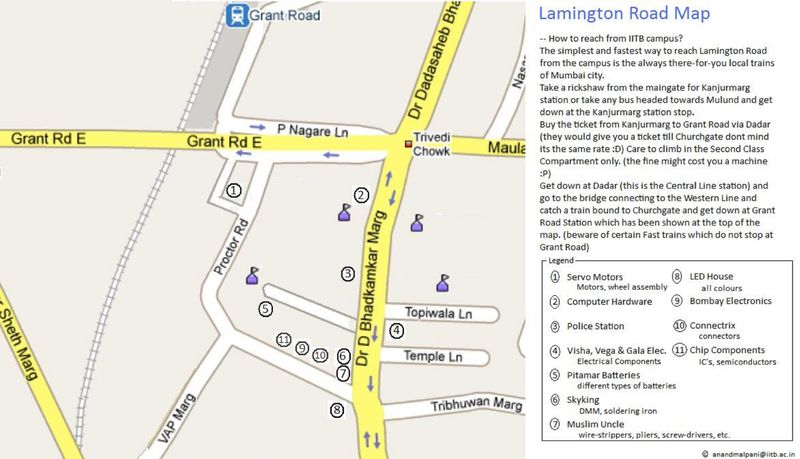 Grant Road
P Nagare Ln
Grant Rd E
Grant Rd E
Trivedi
Chowk
Maula
Dr Dadasaheb Bha
Nas
1
2
3
4
5
6
7
8
9
10
11
Proctor Rd
Dr D Bhadkamkar Marg
Topiwala Ln
Temple Ln
Tribhuwan Marg
VAP Marg
r Sheth Marg
Lamington Road Map
-- How to reach from IITB campus?
The simplest and fastest way to reach Lamington Road
from the campus is the always there-for-you local trains
of Mumbai city.
Take a rickshaw from the maingate for Kanjurmarg
station or take any bus headed towards Mulund and get
down at the Kanjurmarg station stop.
Buy the ticket from Kanjurmarg to Grant Road via Dadar
(they would give you a ticket till Churchgate dont mind
its the same rate :D) Care to climb in the Second Class
Compartment only. (the fine might cost you a machine
:P)
Get down at Dadar (this is the Central Line station) and
go to the bridge connecting to the Western Line and
catch a train bound to Churchgate and get down at Grant
Road Station which has been shown at the top of the
map. (beware of certain Fast trains which do not stop at
Grant Road)
Legend
1 Servo Motors
Motors, wheel assembly
2 Computer Hardware
3 Police Station
4 Visha, Vega & Gala Elec.
Electrical Components
5 Pitamar Batteries
different types of batteries
6 Skyking
DMM, soldering iron
7 Muslim Uncle
wire-strippers, pliers, screw-drivers, etc.
8 LED House
all colours
9 Bombay Electronics
10 Connectrix
connectors
11 Chip Components
IC's, semiconductors
© anandmalpani@iitb.ac.in